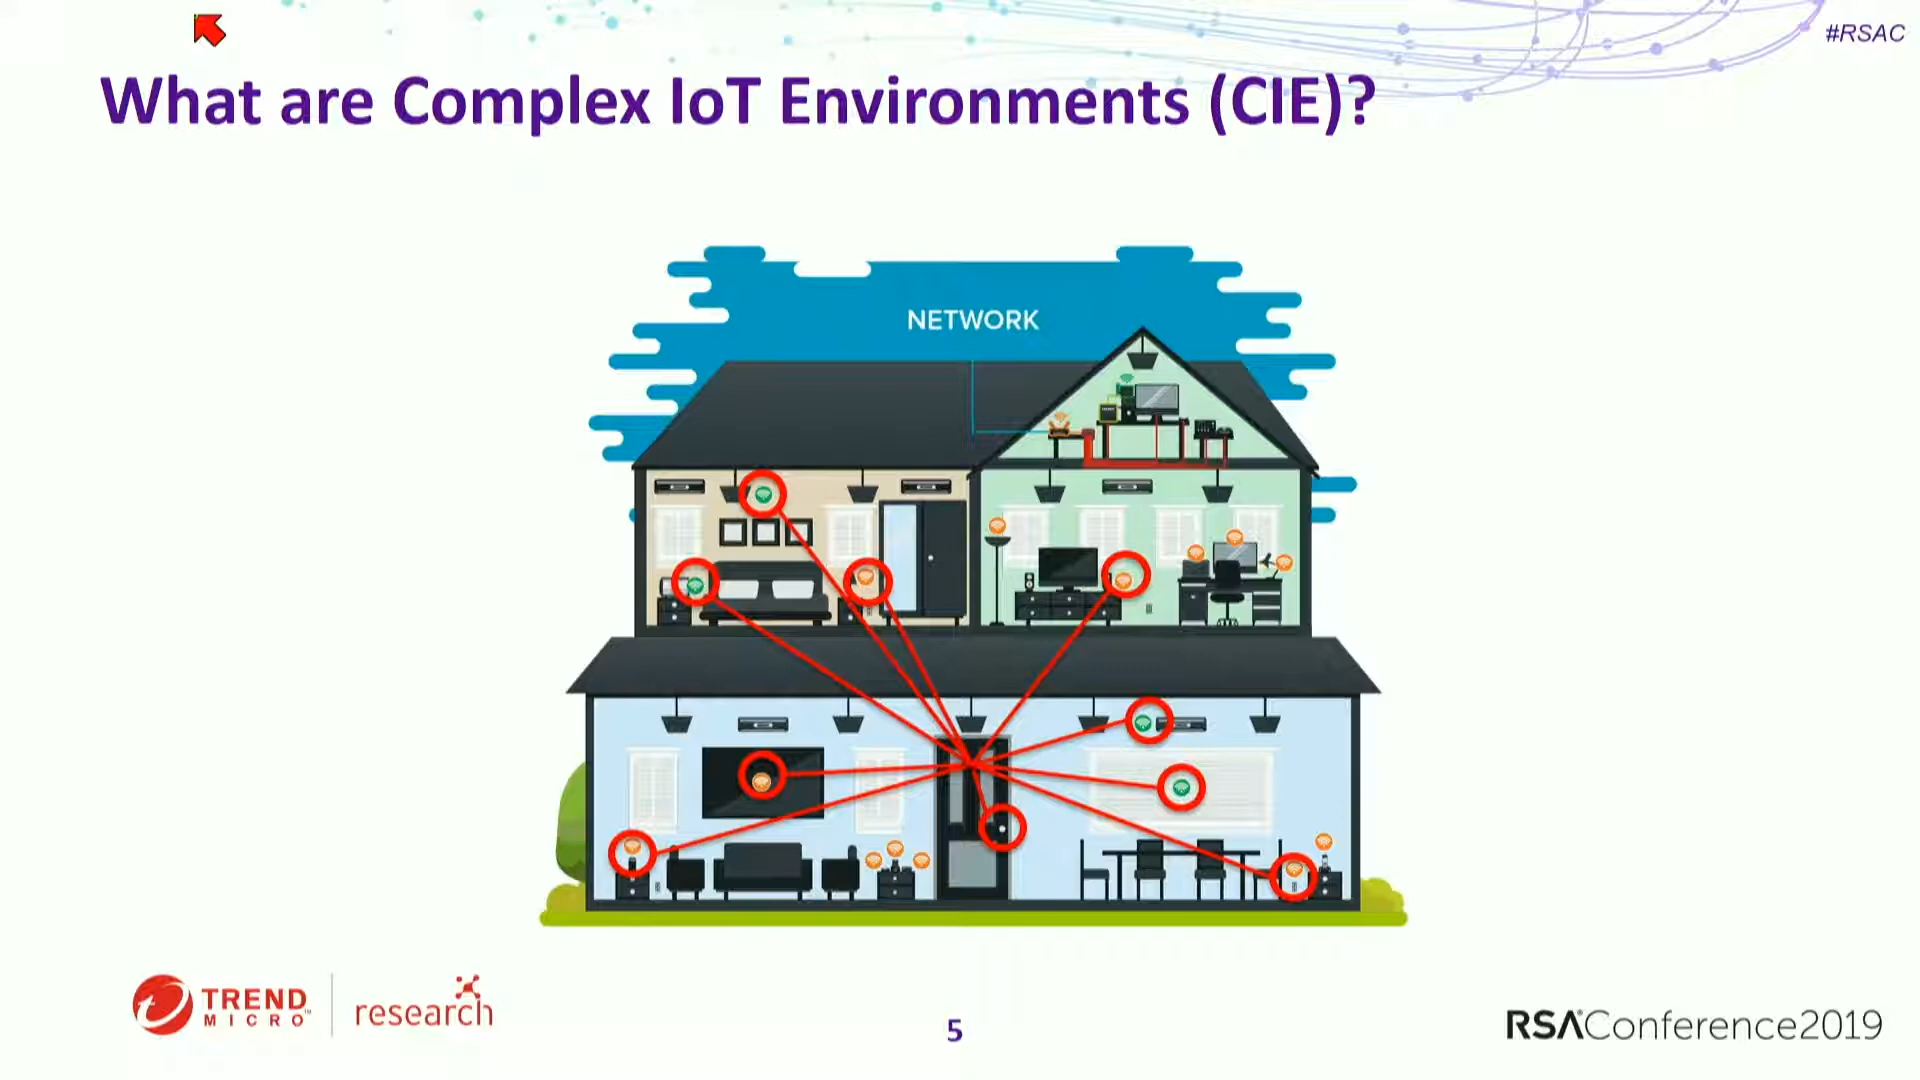 #RSAC
What are Complex IoT Environments (CIE)?
NETWORK
TREND
MICRO
research
5
RSAConference2019